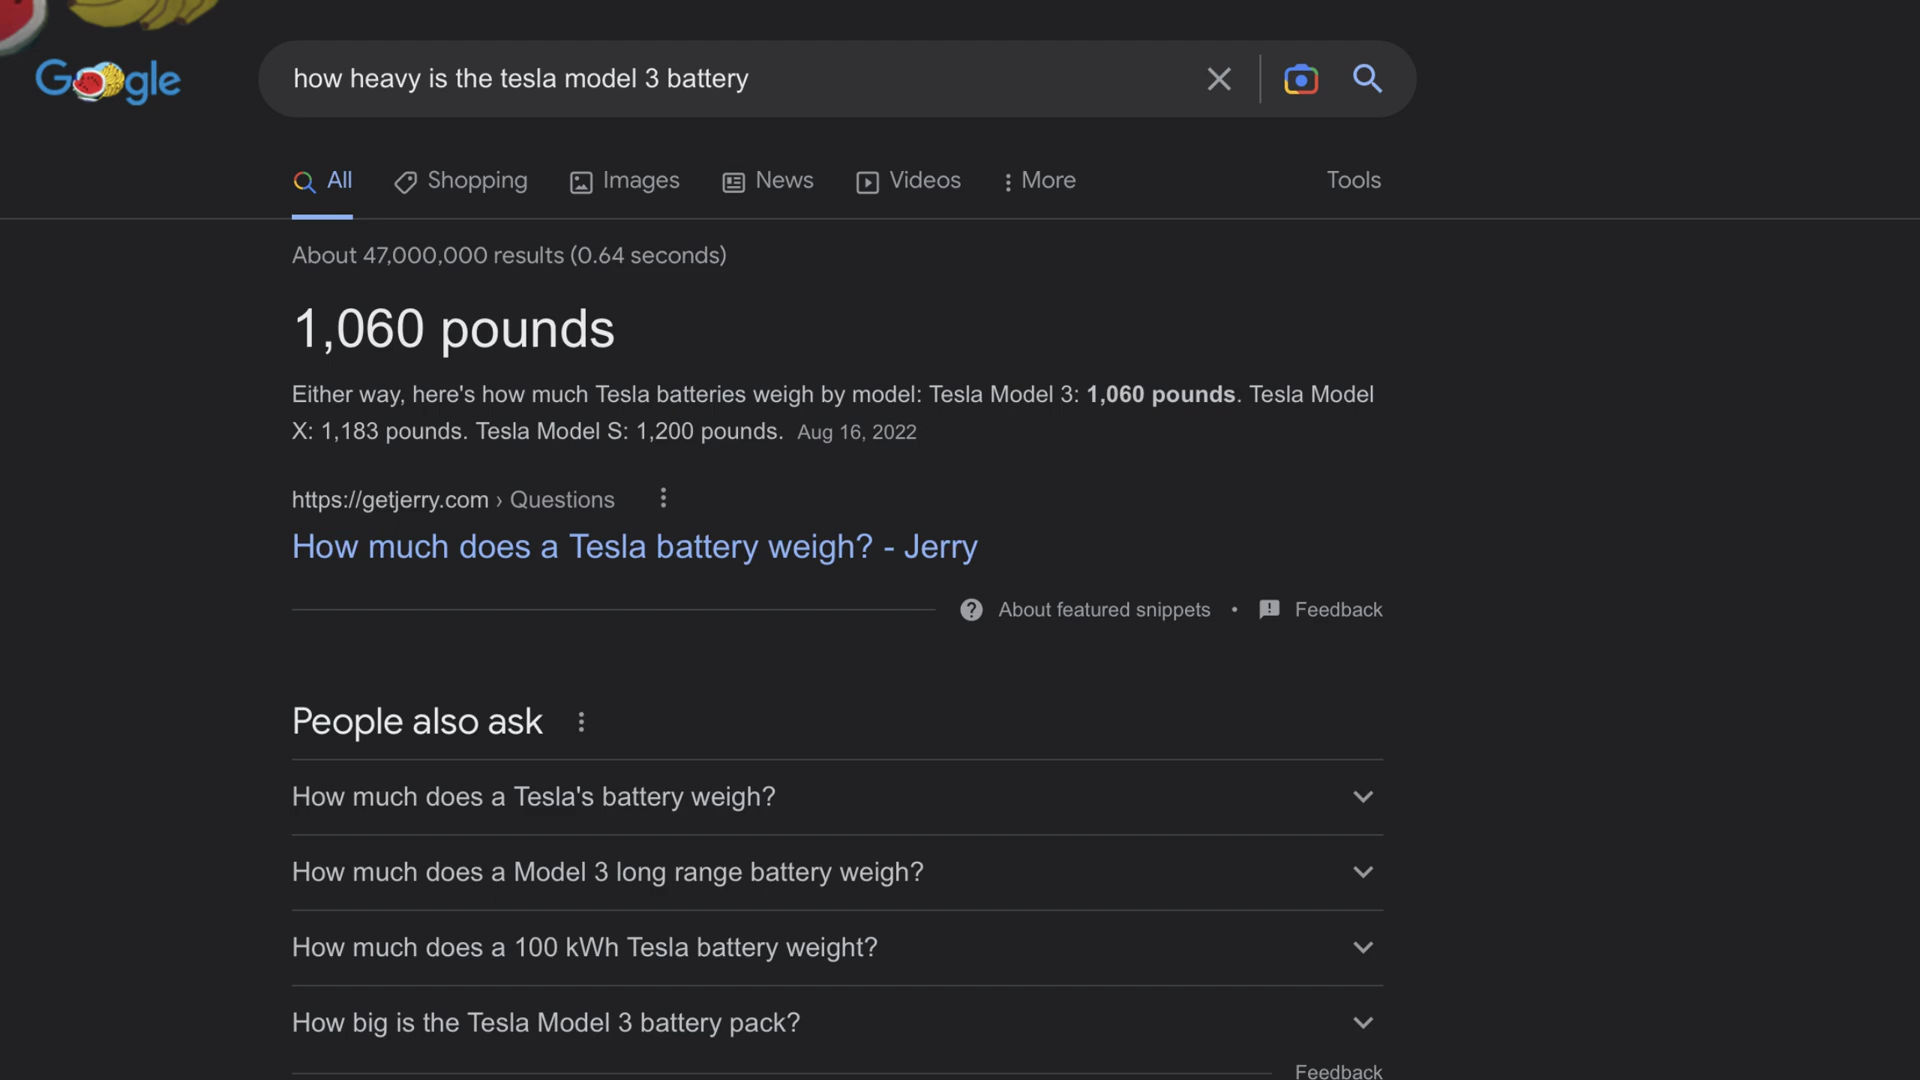 Google
how heavy is the tesla model 3 battery
All Shopping Images News Videos More Tools
About 47,000,000 results (0.64 seconds)
1,060 pounds
Either way, here's how much Tesla batteries weigh by model: Tesla Model 3: 1,060 pounds. Tesla Model
X: 1,183 pounds. Tesla Model S: 1,200 pounds. Aug 16, 2022
https://getjerry.com › Questions
How much does a Tesla battery weigh? - Jerry
About featured snippets • Feedback
People also ask
How much does a Tesla's battery weigh?
How much does a Model 3 long range battery weigh?
How much does a 100 kWh Tesla battery weight?
How big is the Tesla Model 3 battery pack?
Feedback